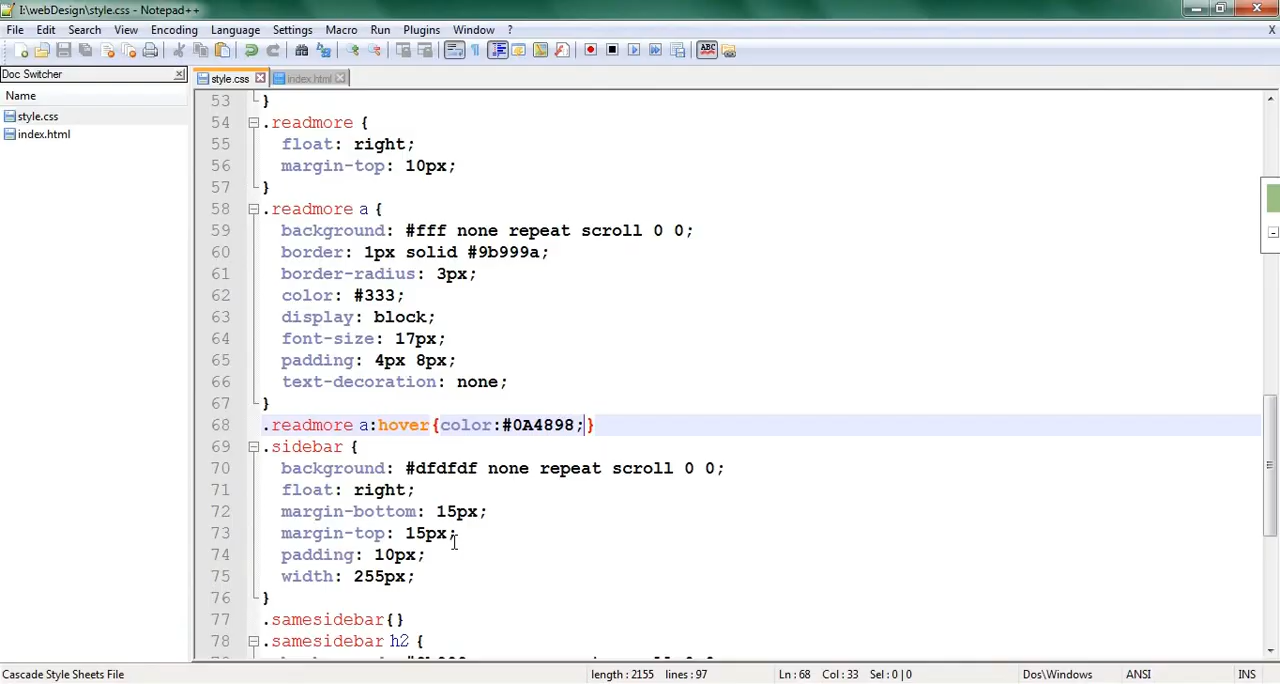 I:\webDesign\style.css - Notepad++
File Edit Search View Encoding Language Settings Macro Run Plugins Window ? X
ABC
Doc Switcher
style.css index.html
Name
style.css
index.html
53 }
54 .readmore {
55 float: right;
56 margin-top: 10px;
57 }
58 .readmore a {
59 background: #fff none repeat scroll 0 0;
60 border: 1px solid #9b999a;
61 border-radius: 3px;
62 color: #333;
63 display: block;
64 font-size: 17px;
65 padding: 4px 8px;
66 text-decoration: none;
67 }
68 .readmore a:hover{color:#0A4898;}
69 .sidebar {
70 background: #dfdfdf none repeat scroll 0 0;
71 float: right;
72 margin-bottom: 15px;
73 margin-top: 15px;
74 padding: 10px;
75 width: 255px;
76 }
77 .samesidebar{}
78 .samesidebar h2 {
Cascade Style Sheets File length : 2155 lines : 97 Ln : 68 Col : 33 Sel : 0 | 0 Dos\Windows ANSI INS